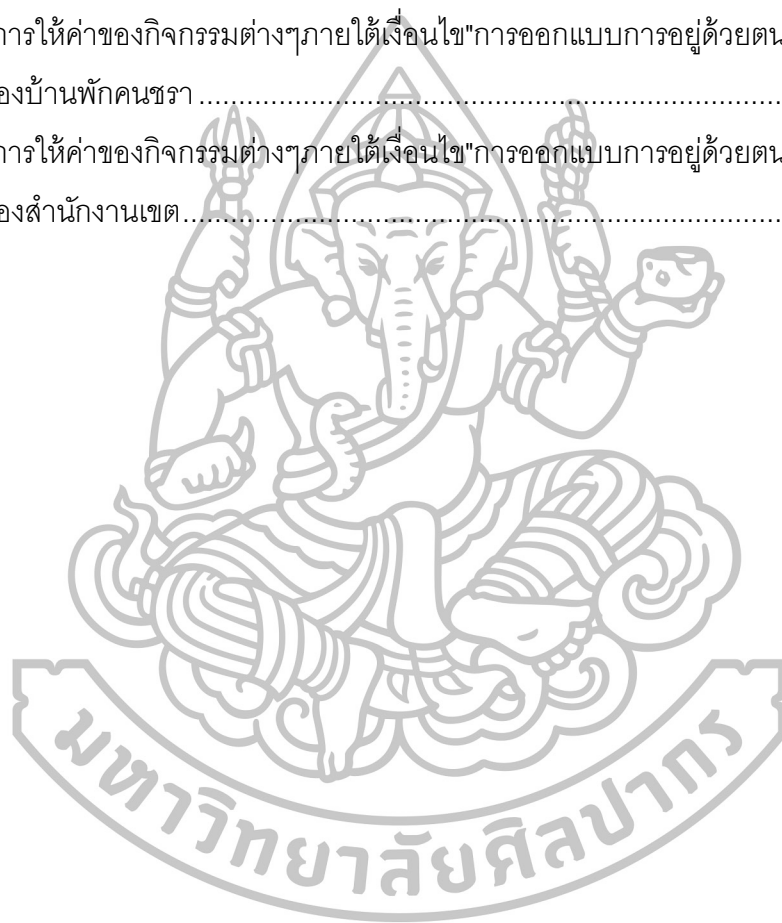 การให้ค่าของกิจกรรมต่างๆภายใต้เงื่อนไข"การออกแบบการอยู่ด้วยตน
องบ้านพักคนชรา
การให้ค่าของกิจกรรมต่างๆภายใต้เงื่อนไข"การออกแบบการอยู่ด้วยตน
องสำนักงานเขต
มหาวิทยาลัยศิลปากร